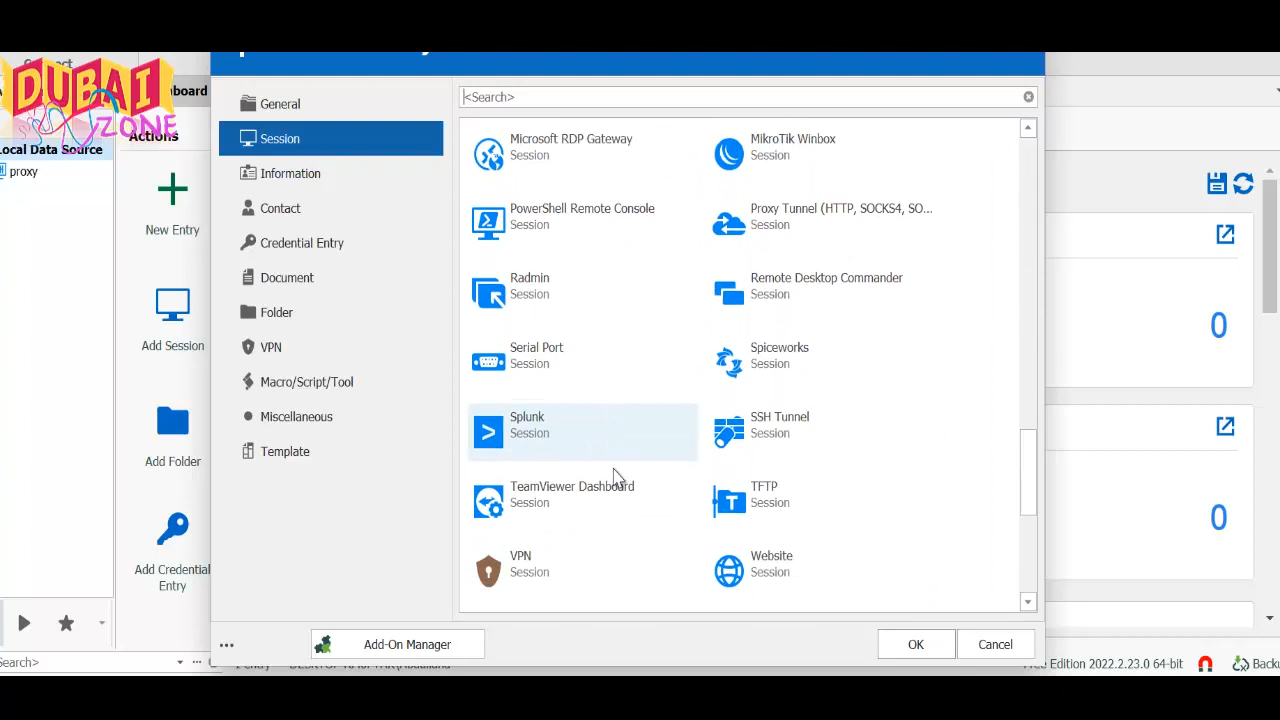 DUBAI
ZONE
board
Local Data Source
proxy
Actions
New Entry
Add Session
Add Folder
Add Credential
Entry
General
Session
Information
Contact
Credential Entry
Document
Folder
VPN
Macro/Script/Tool
Miscellaneous
Template
<Search>
Microsoft RDP Gateway
Session
MikroTik Winbox
Session
PowerShell Remote Console
Session
Proxy Tunnel (HTTP, SOCKS4, SO...
Session
Radmin
Session
Remote Desktop Commander
Session
Serial Port
Session
Spiceworks
Session
Splunk
Session
SSH Tunnel
Session
TeamViewer Dashboard
Session
TFTP
Session
VPN
Session
Website
Session
0
0
Add-On Manager
OK
Cancel
Search>
Free Edition 2022.2.23.0 64-bit
Backu